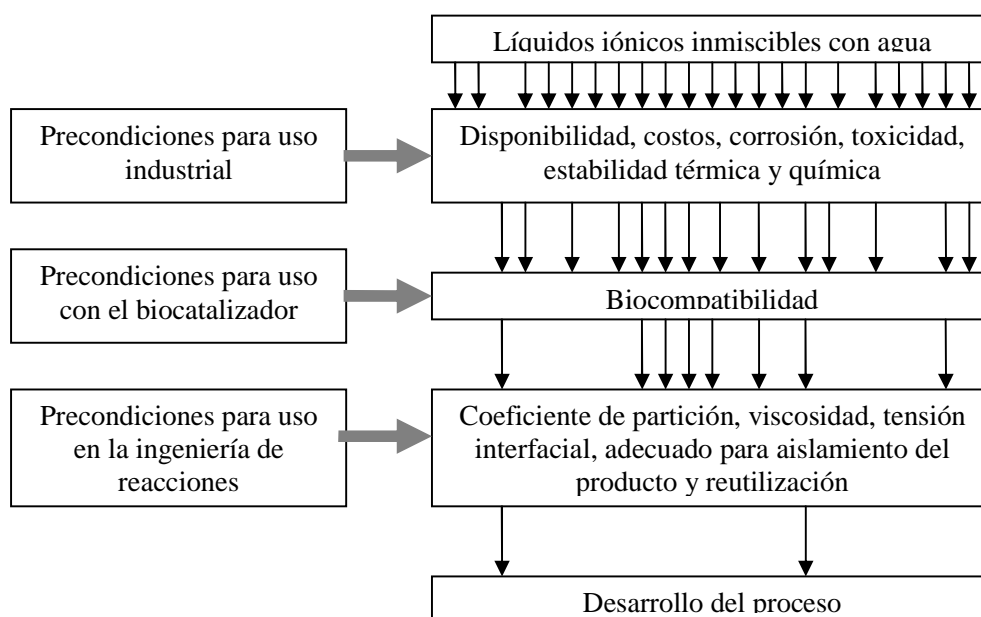 Líquidos iónicos inmiscibles con agua
Precondiciones para uso
industrial
Disponibilidad, costos, corrosión, toxicidad,
estabilidad térmica y química
Precondiciones para uso
con el biocatalizador
Biocompatibilidad
Precondiciones para uso
en la ingeniería de
reacciones
Coeficiente de partición, viscosidad, tensión
interfacial, adecuado para aislamiento del
producto y reutilización
Desarrollo del proceso